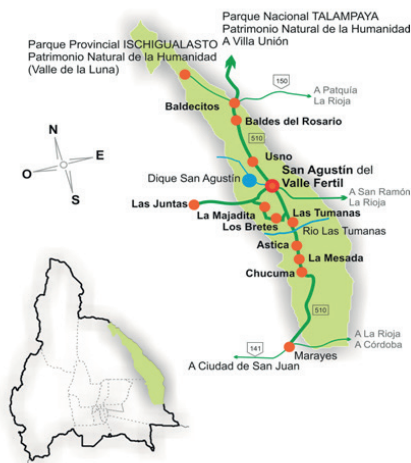 Parque Nacional TALAMPAYA
Patrimonio Natural de la Humanidad
A Villa Unión
Parque Provincial ISCHIGUALASTO
Patrimonio Natural de la Humanidad
(Valle de la Luna)
150
A Patquía
La Rioja
Baldecitos
Baldes del Rosario
510
Usno
N
E
O
S
Dique San Agustín
San Agustín del
Valle Fertil
A San Ramón
La Rioja
Las Juntas
La Majadita
Las Tumanas
Los Bretes
Rio Las Tumanas
Astica
La Mesada
Chucuma
510
A La Rioja
A Córdoba
141
Marayes
A Ciudad de San Juan